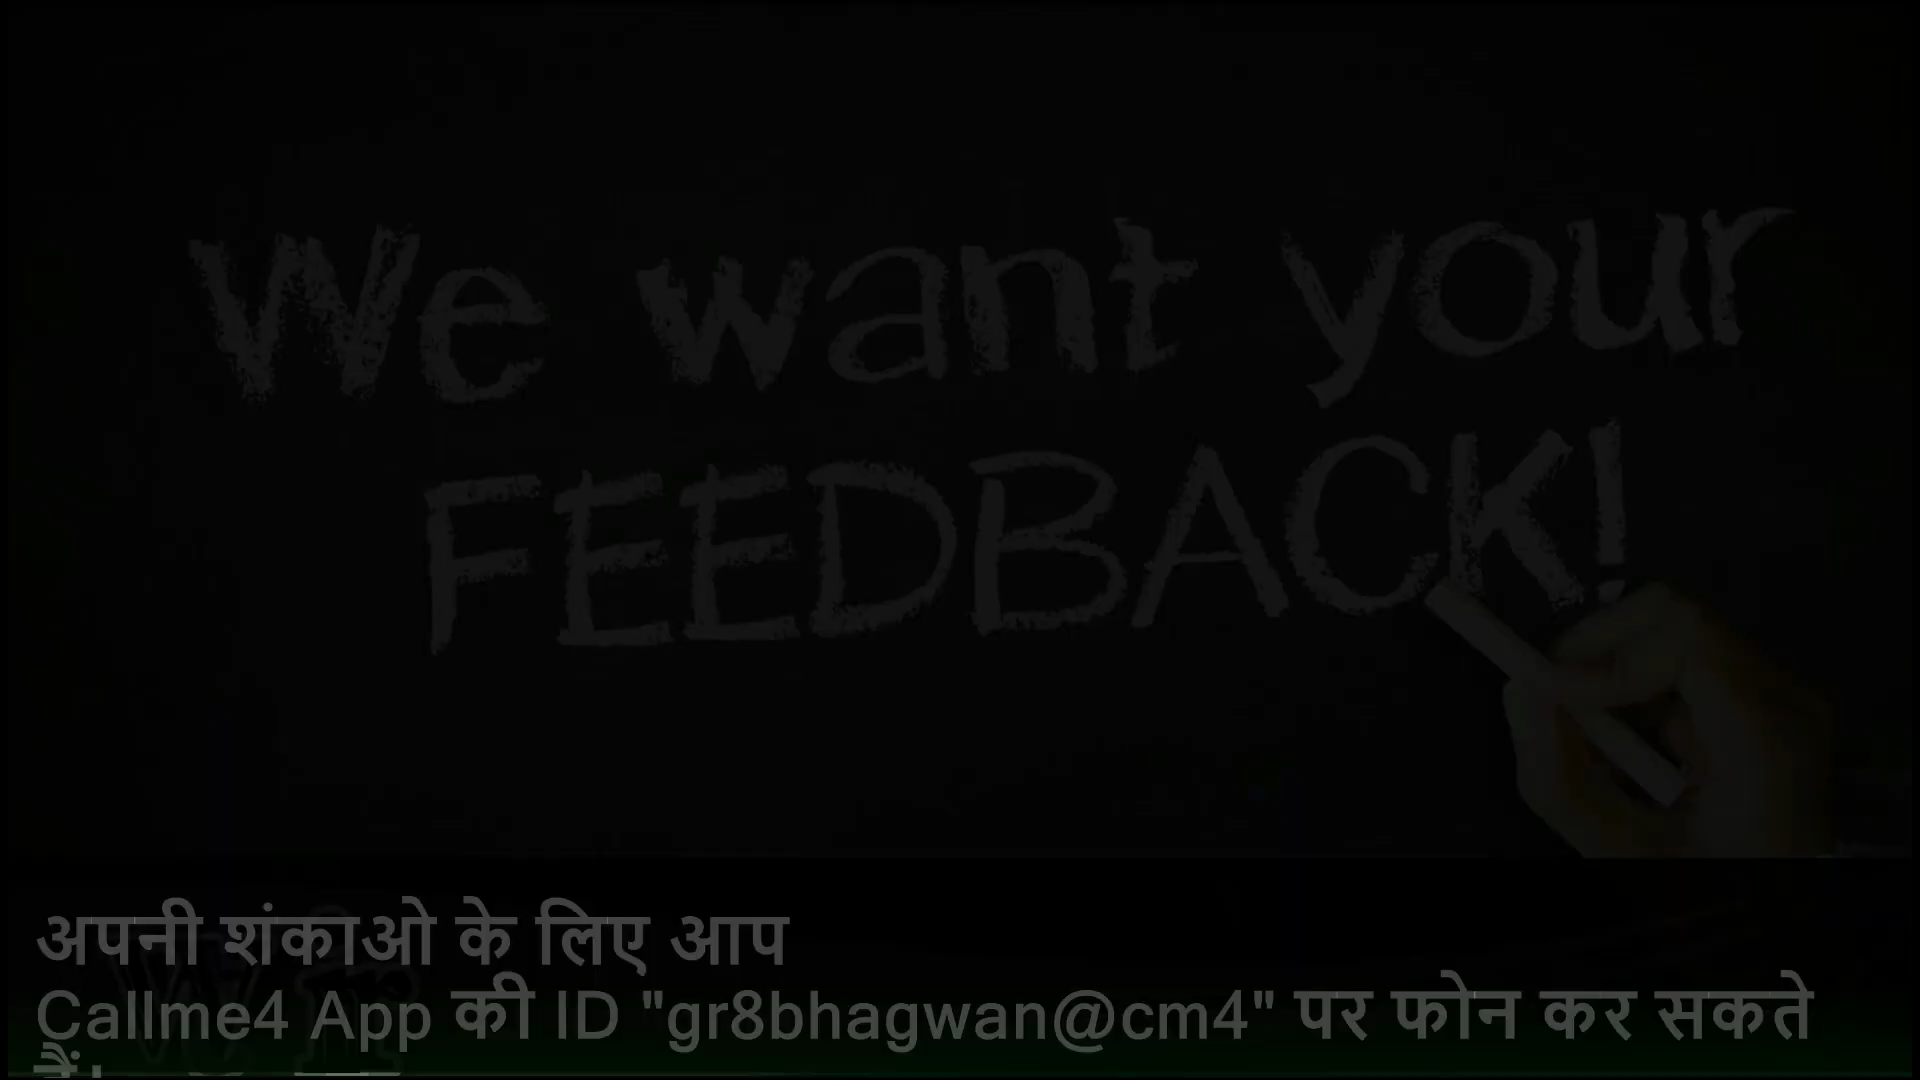 We want your
FEEDBACK!
अपनी शंकाओ के लिए आप
Callme4 App की ID "gr8bhagwan@cm4" पर फोन कर सकते